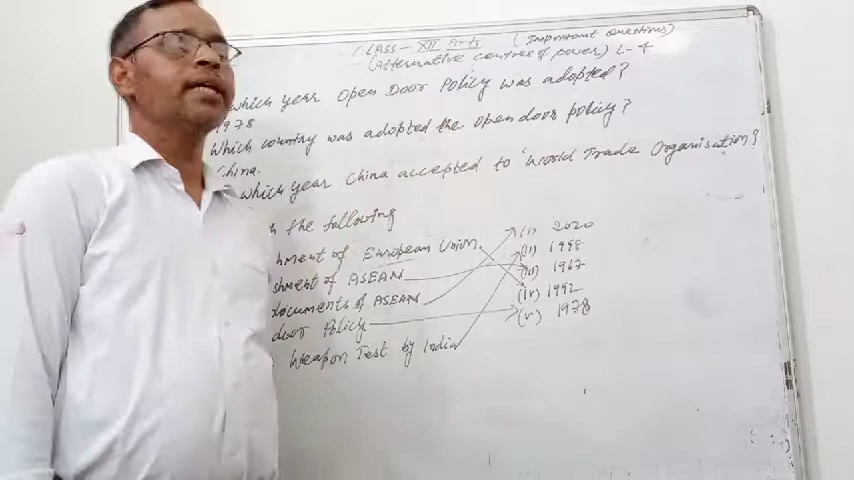 CLASS - XII Arts (Important questions)
(Alternative centres of power) L-4
which year Open Door Policy was adopted?
1978
Which country was adopted the open door policy?
China.
which year China accepted to 'World Trade Organisation?
the following
hment of European Union (i) 2020
shment of ASEAN (ii) 1998
documents of ASEAN (iii) 1967
door Policy (iv) 1992
Weapon Test by India (v) 1978